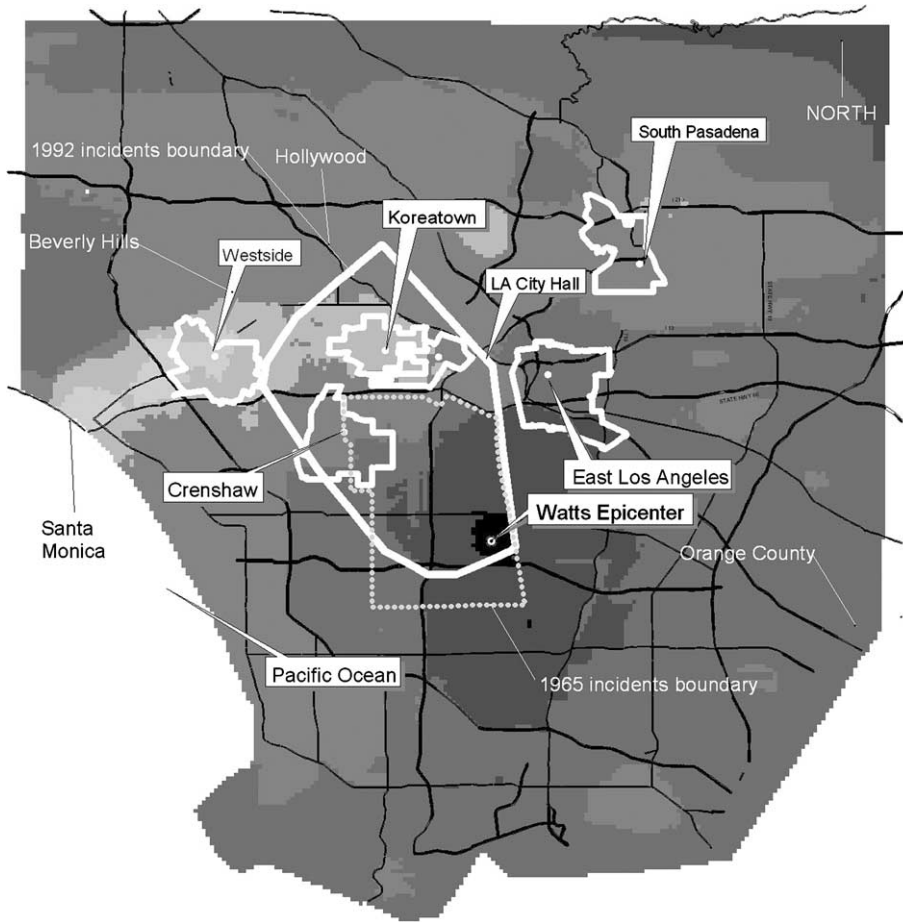 NORTH
South Pasadena
1992 incidents boundary
Hollywood
Koreatown
Beverly Hills
Westside
LA City Hall
East Los Angeles
Crenshaw
Watts Epicenter
Santa
Monica
Orange County
Pacific Ocean
1965 incidents boundary